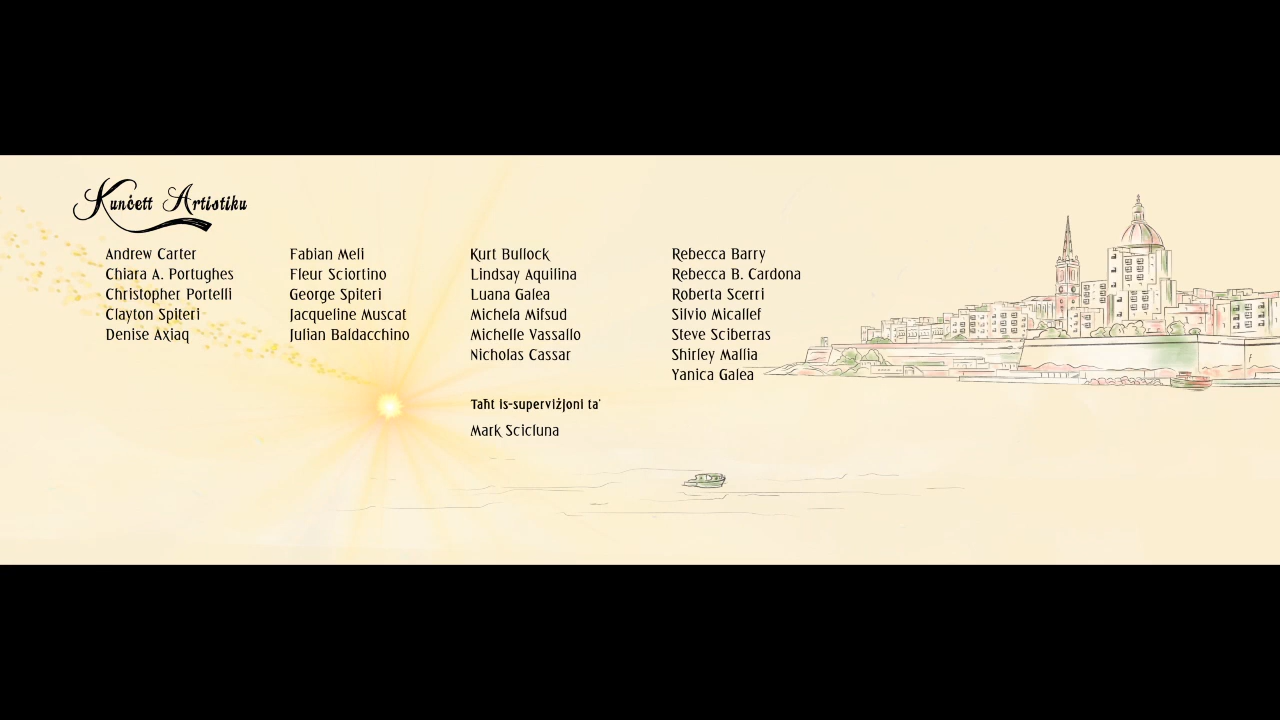 Kunċett Artistiku
Andrew Carter
Chiara A. Portughes
Christopher Portelli
Clayton Spiteri
Denise Axiaq
Fabian Meli
Fleur Sciortino
George Spiteri
Jacqueline Muscat
Julian Baldacchino
Kurt Bullock
Lindsay Aquilina
Luana Galea
Michela Mifsud
Michelle Vassallo
Nicholas Cassar
Rebecca Barry
Rebecca B. Cardona
Roberta Scerri
Silvio Micallef
Steve Sciberras
Shirley Mallia
Yanica Galea
Taħt is-superviżjoni ta'
Mark Scicluna